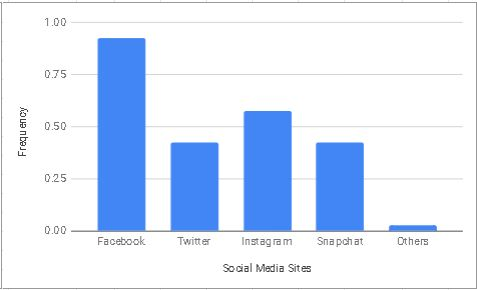 1.00
0.75
0.50
0.25
0.00
Frequency
Facebook Twitter Instagram Snapchat Others
Social Media Sites